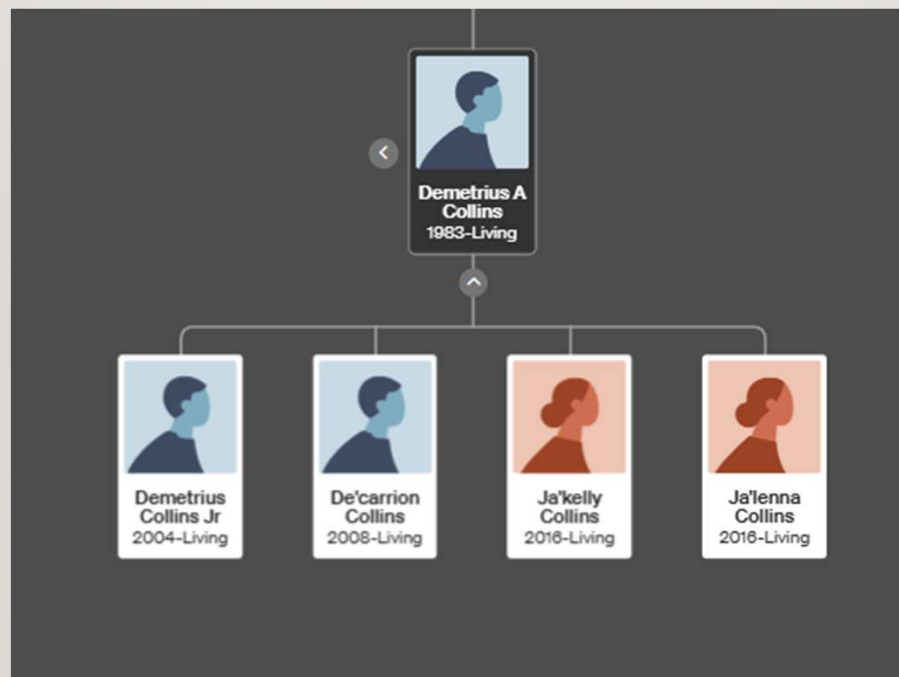 Demetrius A
Collins
1983-Living
Demetrius
Collins Jr
2004-Living
De'carrion
Collins
2008-Living
Ja'kelly
Collins
2016-Living
Ja'lenna
Collins
2016-Living